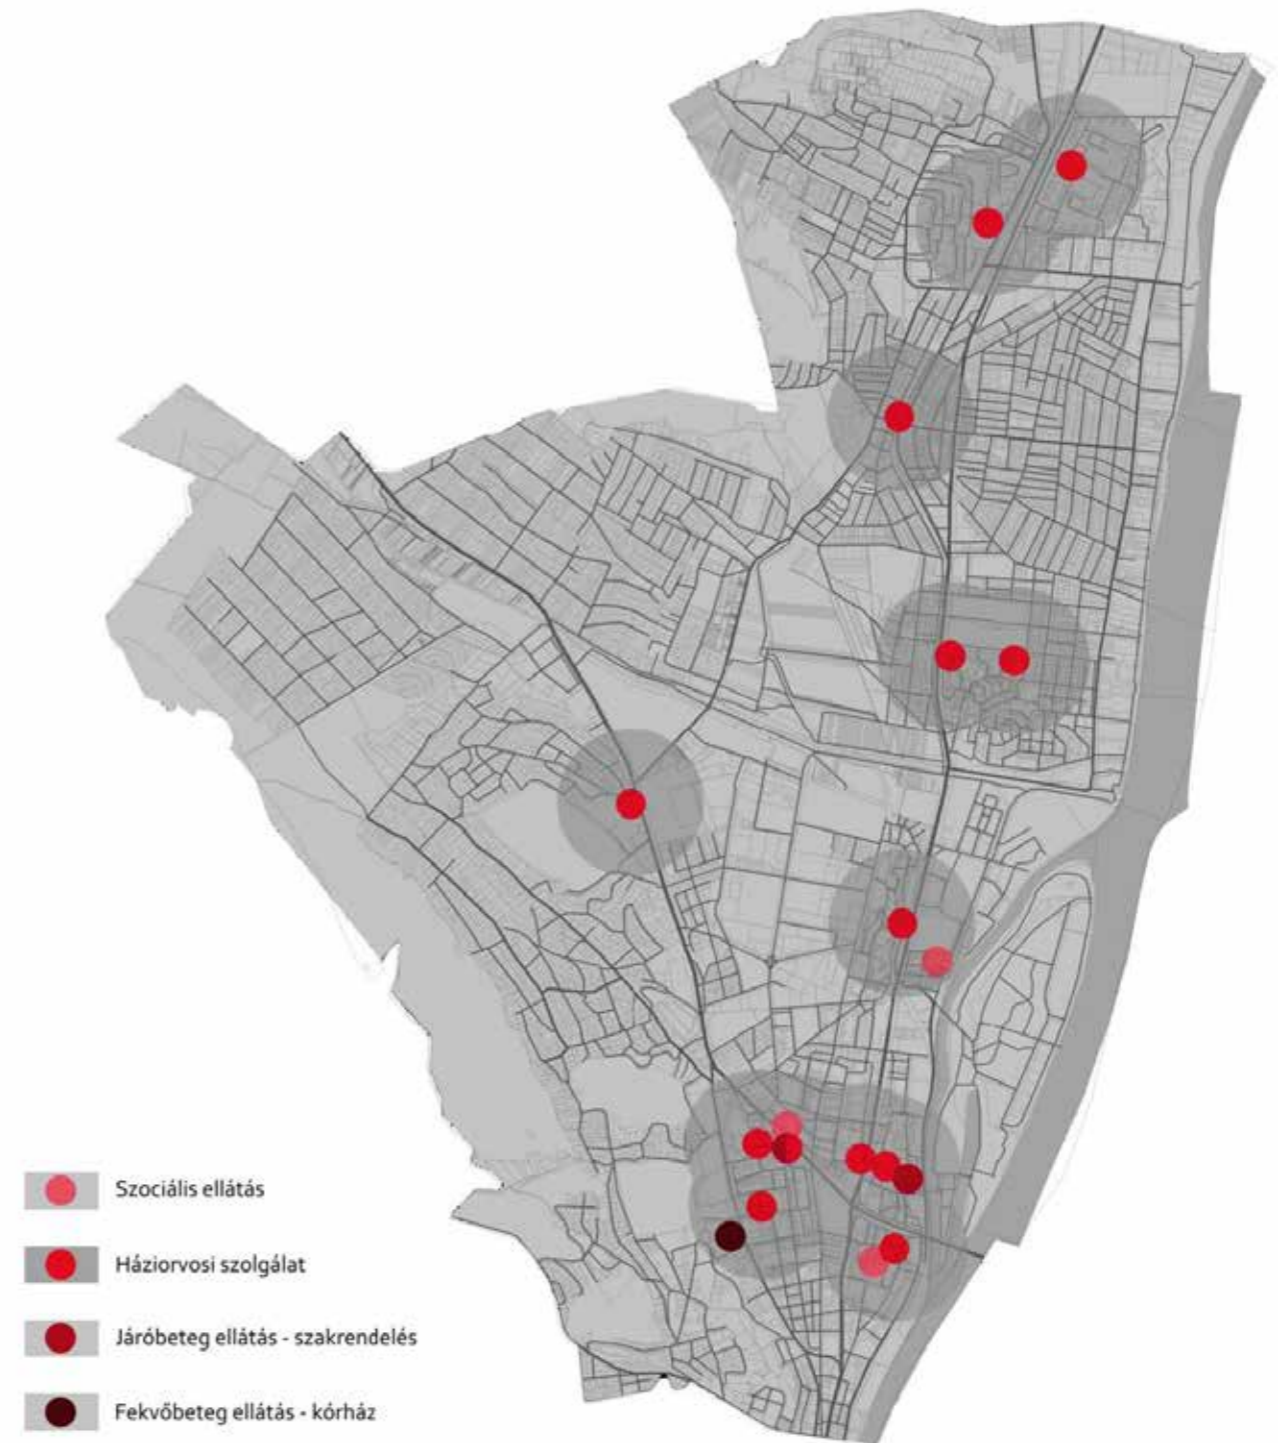 Szociális ellátás
Háziorvosi szolgálat
Járóbeteg ellátás - szakrendelés
Fekvőbeteg ellátás - kórház